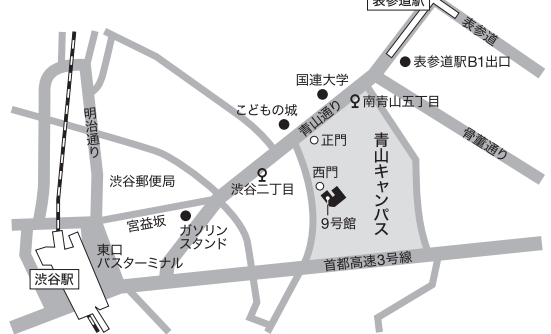 表参道駅
表参道
表参道駅B1出口
国連大学
南青山五丁目
こどもの城
青山通り
明治通り
正門
青山キャンパス
骨董通り
西門
渋谷郵便局
渋谷二丁目
9号館
宮益坂
ガソリン
スタンド
東口
バスターミナル
首都高速3号線
渋谷駅